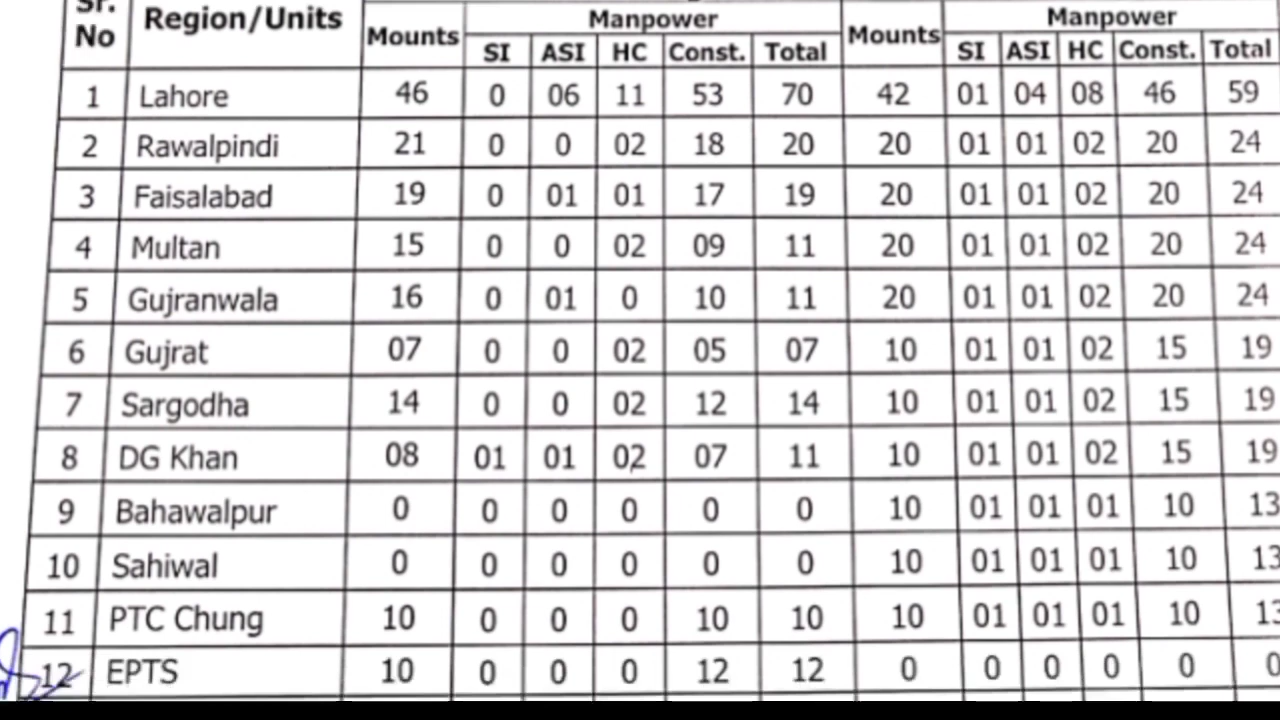 Sr. No Region/Units Mounts Manpower Mounts Manpower
SI ASI HC Const. Total SI ASI HC Const. Total
1 Lahore 46 0 06 11 53 70 42 01 04 08 46 59
2 Rawalpindi 21 0 0 02 18 20 20 01 01 02 20 24
3 Faisalabad 19 0 01 01 17 19 20 01 01 02 20 24
4 Multan 15 0 0 02 09 11 20 01 01 02 20 24
5 Gujranwala 16 0 01 0 10 11 20 01 01 02 20 24
6 Gujrat 07 0 0 02 05 07 10 01 01 02 15 19
7 Sargodha 14 0 0 02 12 14 10 01 01 02 15 19
8 DG Khan 08 01 01 02 07 11 10 01 01 02 15 19
9 Bahawalpur 0 0 0 0 0 0 10 01 01 01 10 13
10 Sahiwal 0 0 0 0 0 0 10 01 01 01 10 13
11 PTC Chung 10 0 0 0 10 10 10 01 01 01 10 13
12 EPTS 10 0 0 0 12 12 0 0 0 0 0 0